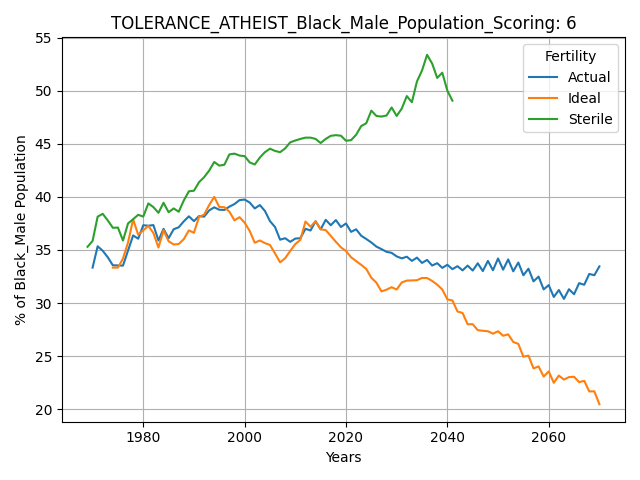 TOLERANCE_ATHEIST_Black_Male_Population_Scoring: 6
Fertility
Actual
Ideal
Sterile
% of Black_Male Population
55
50
45
40
35
30
25
20
1980
2000
2020
2040
2060
Years